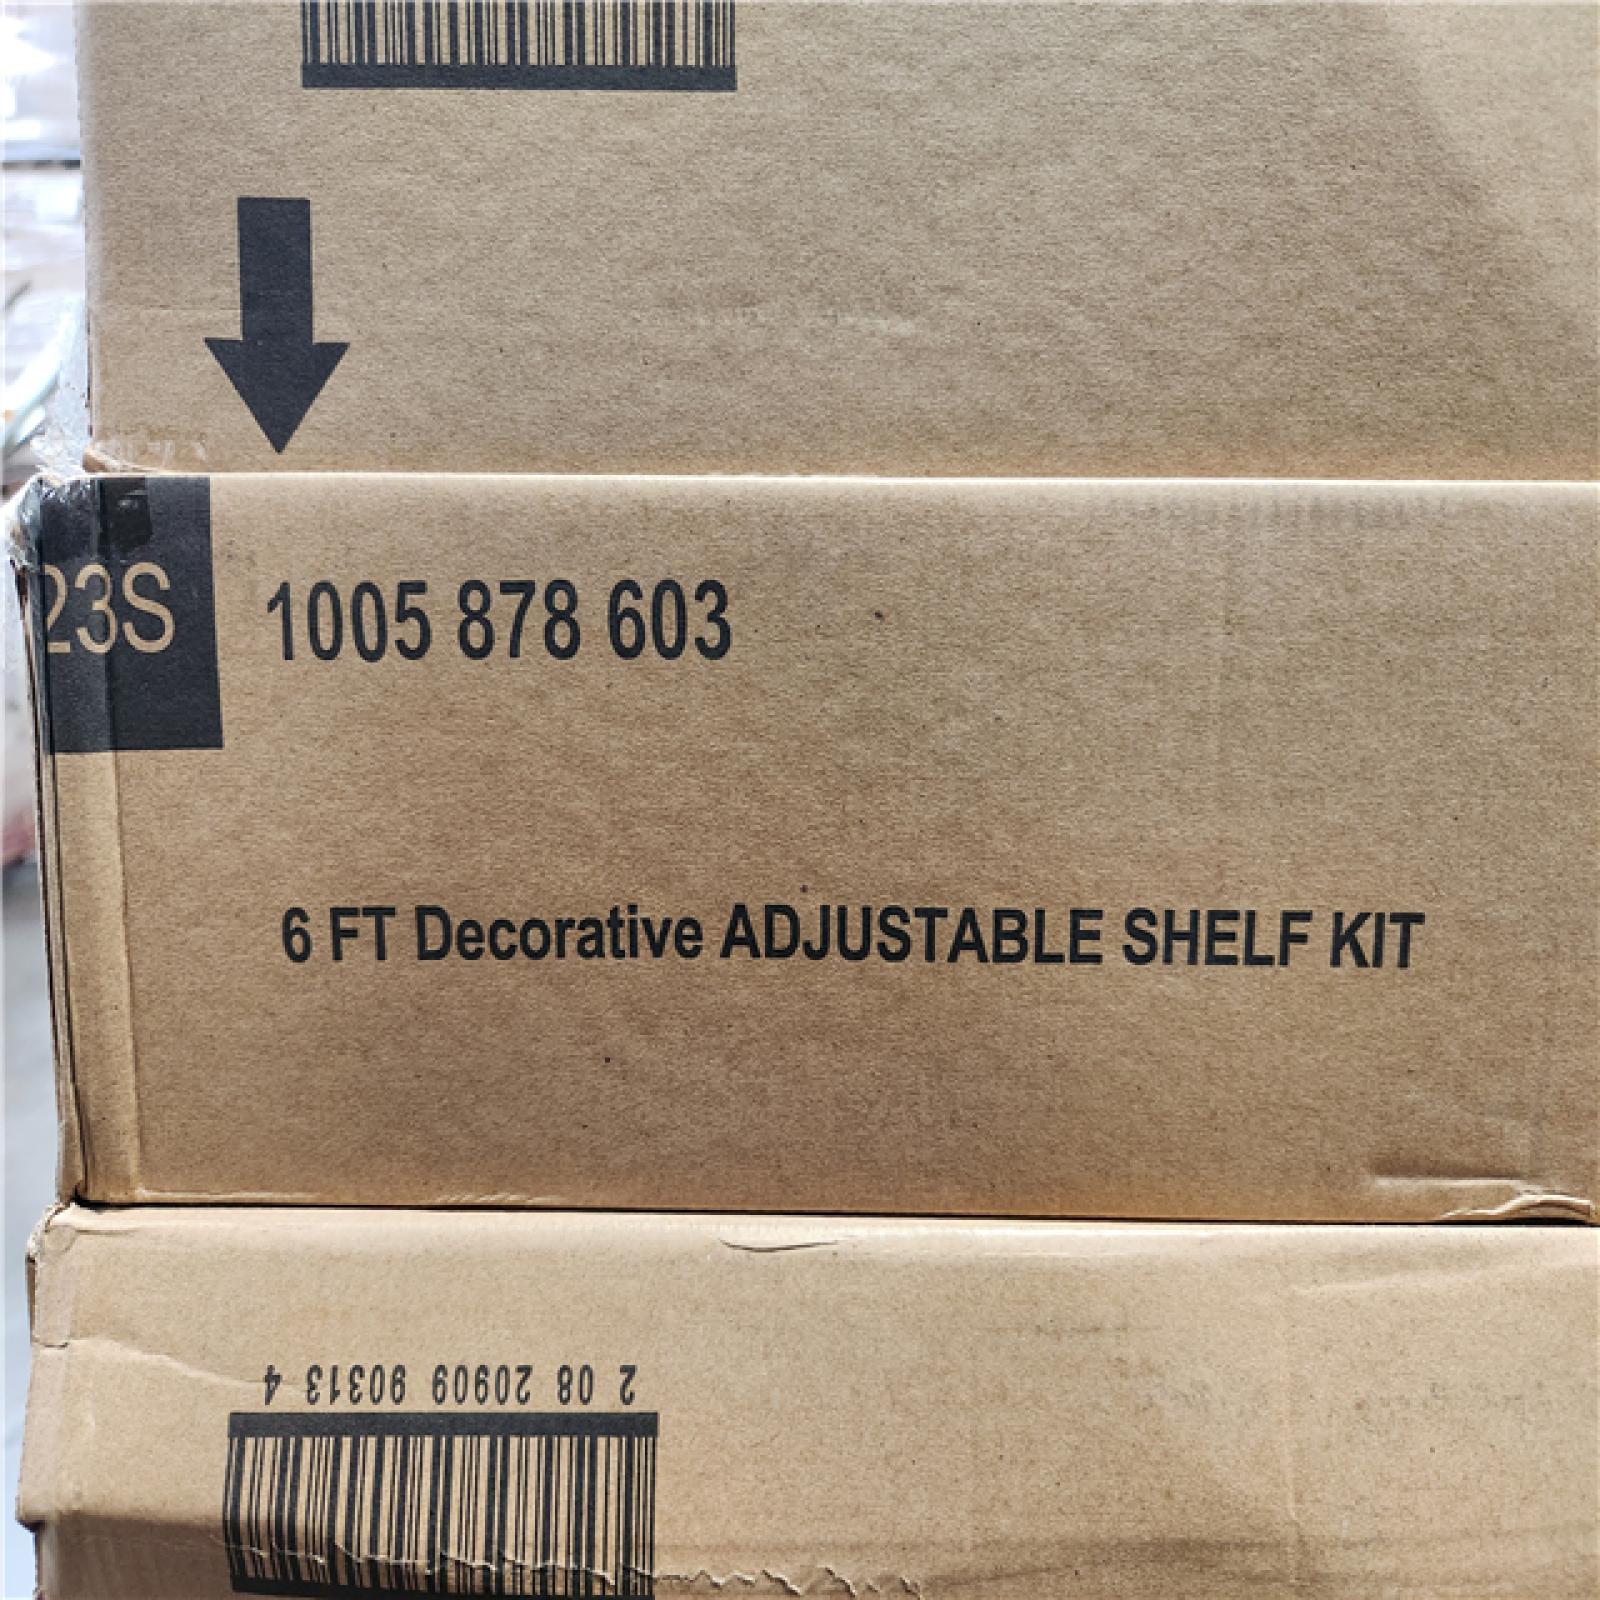 23S
1005 878 603
6 FT Decorative ADJUSTABLE SHELF KIT
2 08 20909 90313 4